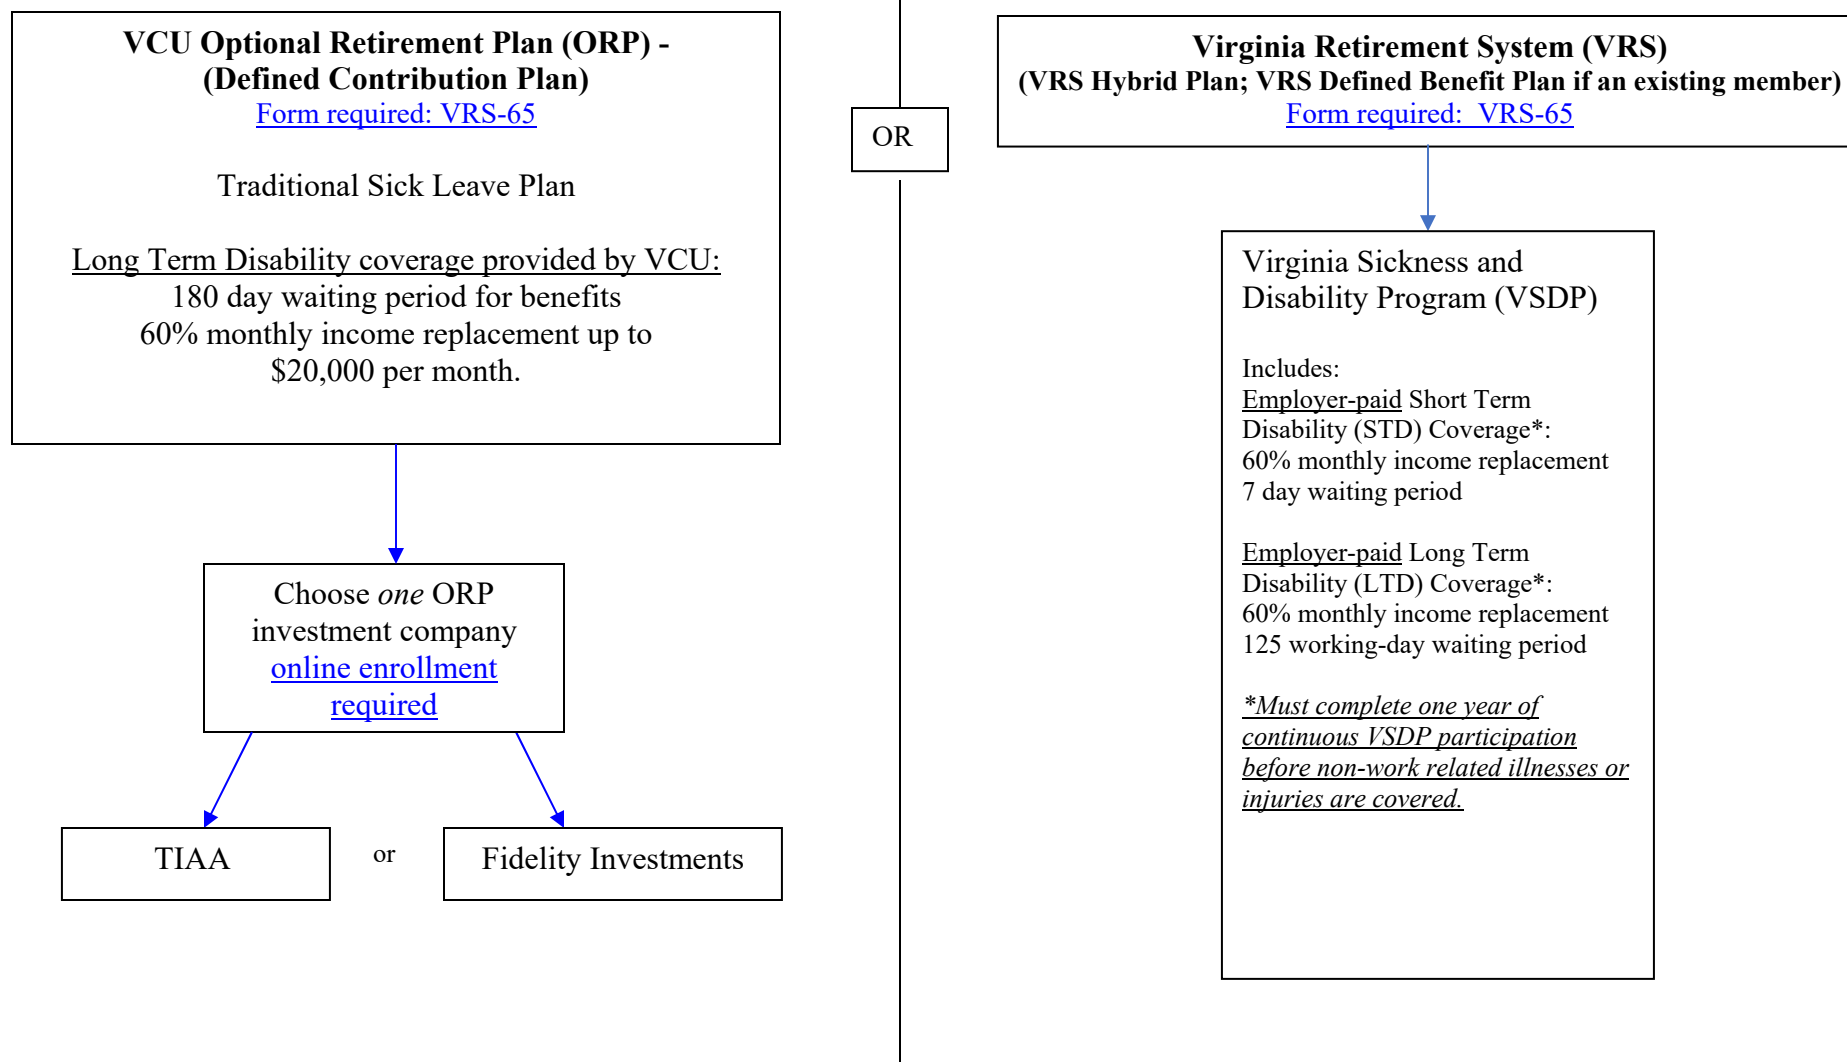 VCU Optional Retirement Plan (ORP) -
(Defined Contribution Plan)
Form required: VRS-65
Traditional Sick Leave Plan
Long Term Disability coverage provided by VCU:
180 day waiting period for benefits
60% monthly income replacement up to
$20,000 per month.
Choose one ORP
investment company
online enrollment
required
TIAA
or
Fidelity Investments
OR
Virginia Retirement System (VRS)
(VRS Hybrid Plan; VRS Defined Benefit Plan if an existing member)
Form required:  VRS-65
Virginia Sickness and
Disability Program (VSDP)
Includes:
Employer-paid Short Term
Disability (STD) Coverage*:
60% monthly income replacement
7 day waiting period
Employer-paid Long Term
Disability (LTD) Coverage*:
60% monthly income replacement
125 working-day waiting period
*Must complete one year of
continuous VSDP participation
before non-work related illnesses or
injuries are covered.